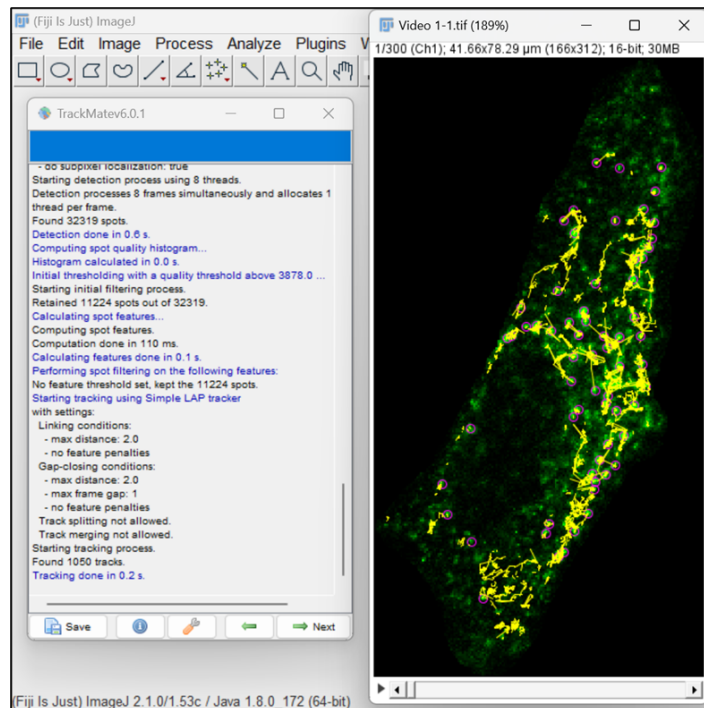 (Fiji Is Just) ImageJ
File Edit Image Process Analyze Plugins
TrackMatev6.0.1
- do subpixel localization: true
Starting detection process using 8 threads.
Detection processes 8 frames simultaneously and allocates 1
thread per frame.
Found 32319 spots.
Detection done in 0.6 s.
Computing spot quality histogram...
Histogram calculated in 0.0 s.
Initial thresholding with a quality threshold above 3878.0 ...
Starting initial filtering process.
Retained 11224 spots out of 32319.
Calculating spot features...
Computing spot features.
Computation done in 110 ms.
Calculating features done in 0.1 s.
Performing spot filtering on the following features:
No feature threshold set, kept the 11224 spots.
Starting tracking using Simple LAP tracker
with settings:
Linking conditions:
- max distance: 2.0
- no feature penalties
Gap-closing conditions:
- max distance: 2.0
- max frame gap: 1
- no feature penalties
Track splitting not allowed.
Track merging not allowed.
Starting tracking process.
Found 1050 tracks.
Tracking done in 0.2 s.
Save
Next
(Fiji Is Just) ImageJ 2.1.0/1.53c / Java 1.8.0_172 (64-bit)
Video 1-1.tif (189%)
1/300 (Ch1); 41.66x78.29 µm (166x312); 16-bit; 30MB